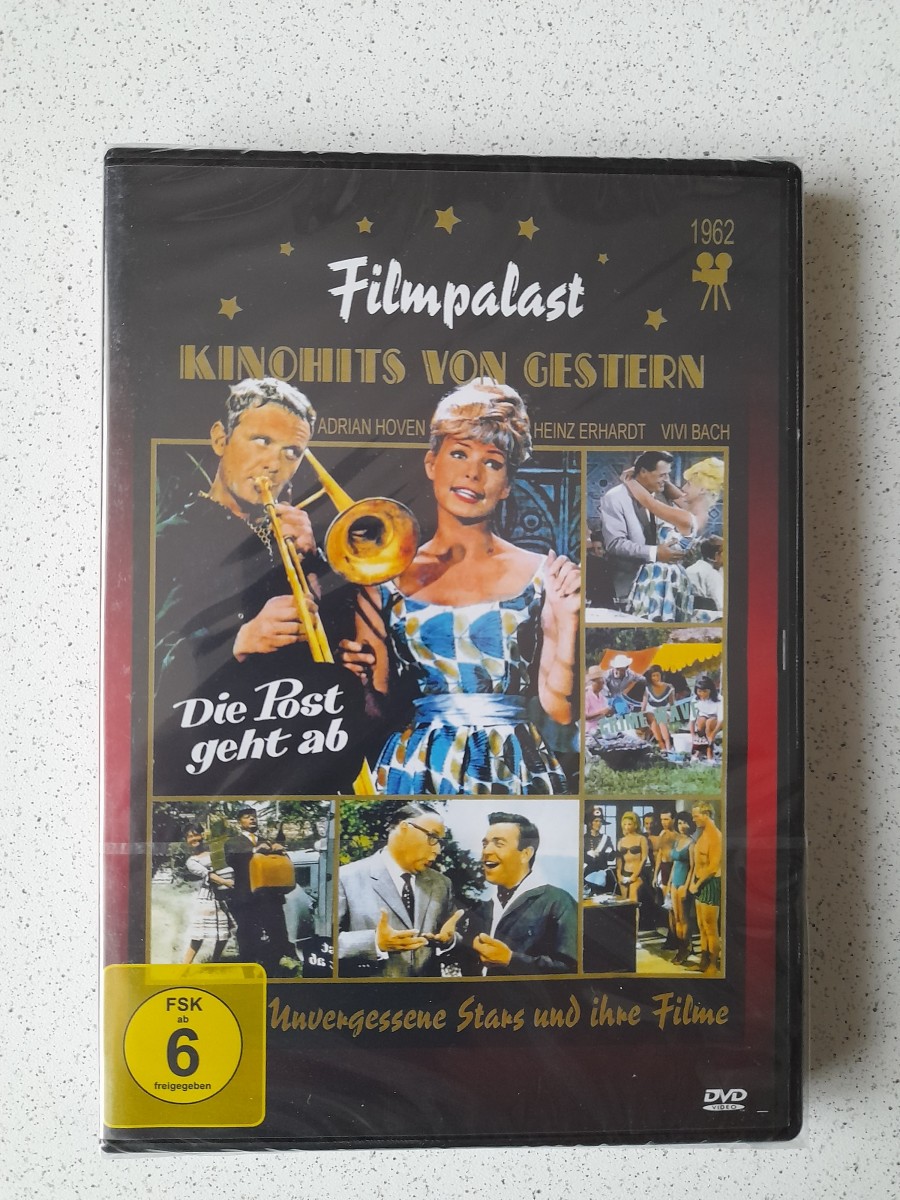 1962
Filmpalast
KINOHITS VON GESTERN
ADRIAN HOVEN HEINZ ERHARDT VIVI BACH
Die Post
geht ab
Unvergessene Stars und ihre Filme
FSK
ab
6
freigegeben
DVD
VIDEO